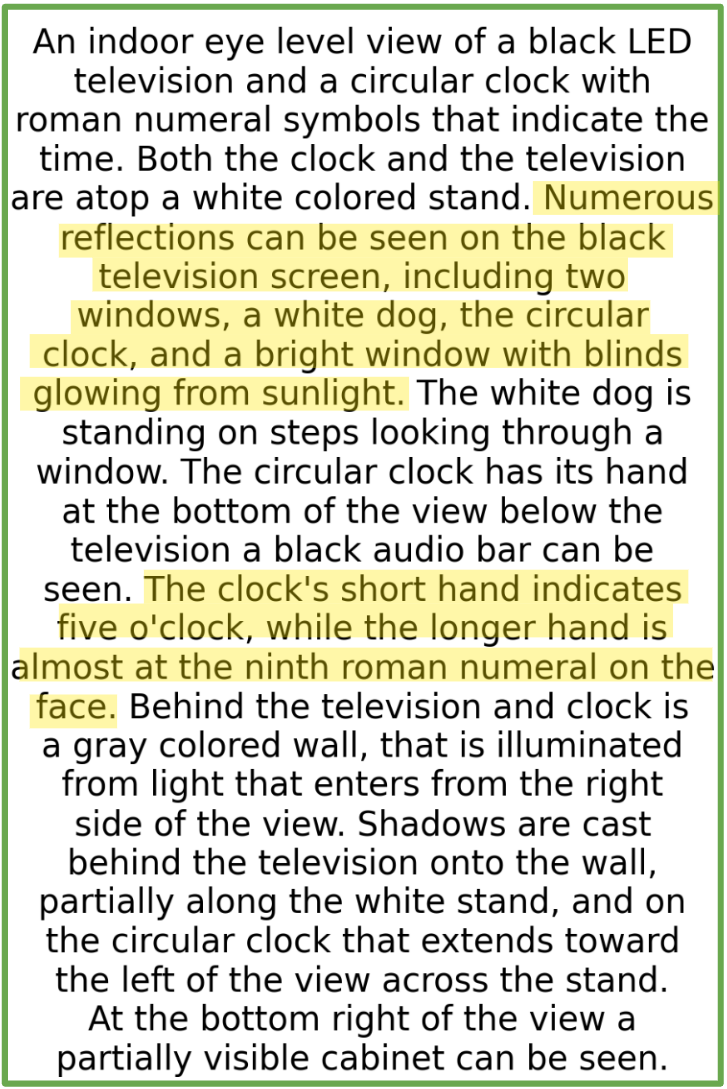 An indoor eye level view of a black LED
television and a circular clock with
roman numeral symbols that indicate the
time. Both the clock and the television
are atop a white colored stand. Numerous
reflections can be seen on the black
television screen, including two
windows, a white dog, the circular
clock, and a bright window with blinds
glowing from sunlight. The white dog is
standing on steps looking through a
window. The circular clock has its hand
at the bottom of the view below the
television a black audio bar can be
seen. The clock's short hand indicates
five o'clock, while the longer hand is
almost at the ninth roman numeral on the
face. Behind the television and clock is
a gray colored wall, that is illuminated
from light that enters from the right
side of the view. Shadows are cast
behind the television onto the wall,
partially along the white stand, and on
the circular clock that extends toward
the left of the view across the stand.
At the bottom right of the view a
partially visible cabinet can be seen.